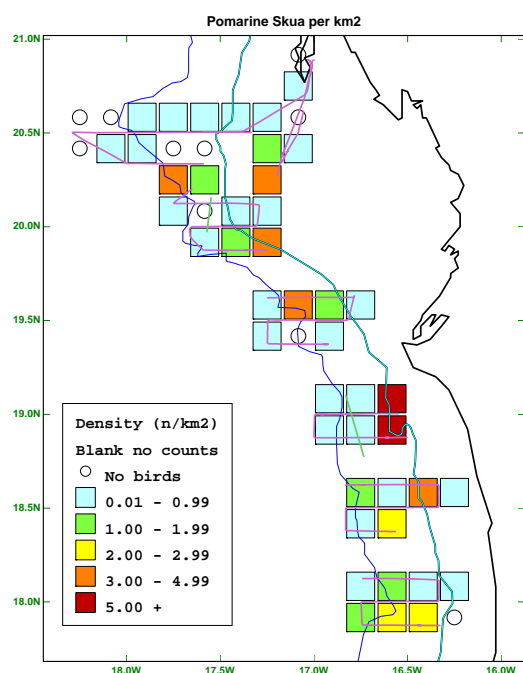 Pomarine Skua per km2
21.0N
20.5N
20.0N
19.5N
19.0N
18.5N
18.0N
Density (n/km2)
Blank no counts
No birds
0.01 - 0.99
1.00 - 1.99
2.00 - 2.99
3.00 - 4.99
5.00 +
18.0W 17.5W 17.0W 16.5W 16.0W